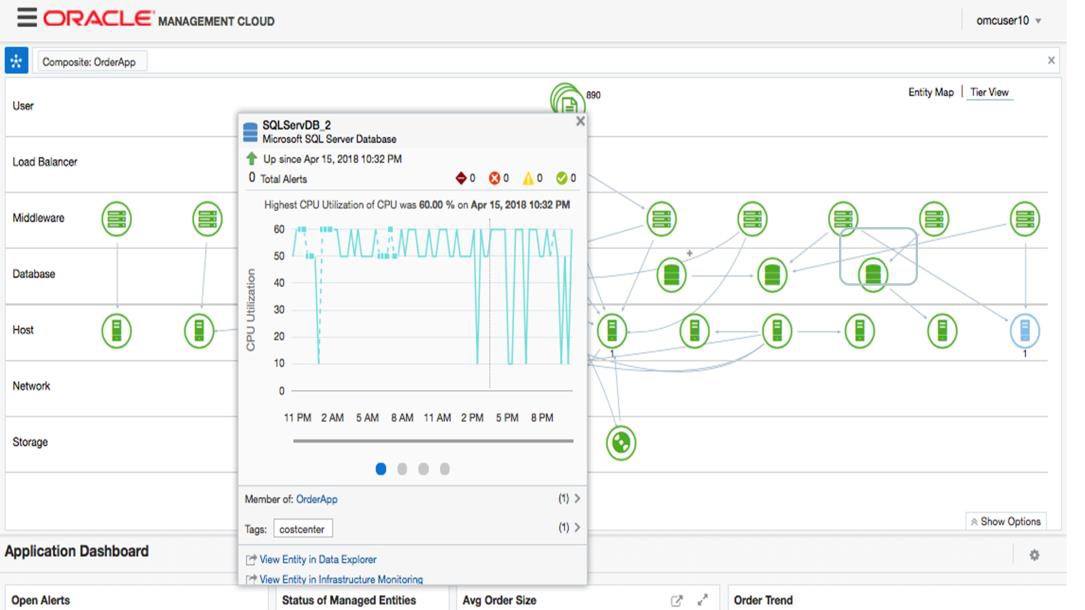 ORACLE MANAGEMENT CLOUD
omcuser10
Composite: OrderApp
x
User
890
Entity Map | Tier View
Load Balancer
Middleware
Database
Host
1
1
Network
Storage
SQLServDB_2
Microsoft SQL Server Database
Up since Apr 15, 2018 10:32 PM
0 Total Alerts
0
0
0
0
Highest CPU Utilization of CPU was 60.00 % on Apr 15, 2018 10:32 PM
CPU Utilization
60
50
40
30
20
10
0
11 PM 2 AM 5 AM 8 AM 11 AM 2 PM 5 PM 8 PM
Member of: OrderApp (1)
Tags: costcenter (1)
View Entity in Data Explorer
View Entity in Infrastructure Monitoring
Show Options
Application Dashboard
Open Alerts
Status of Managed Entities
Avg Order Size
Order Trend